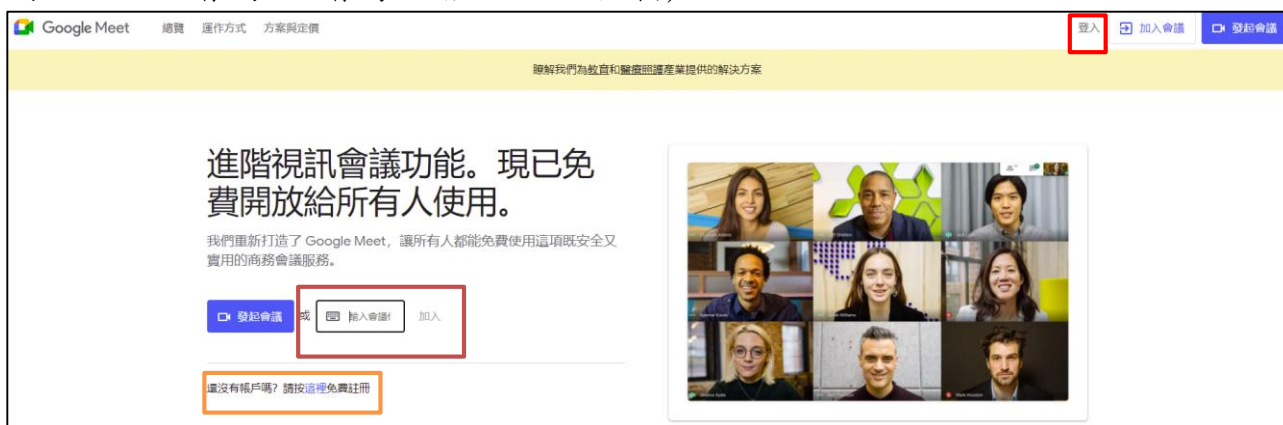 Google Meet 總覽 運作方式 方案與定價 登入 加入會議 發起會議
瞭解我們為教育和醫療照護產業提供的解決方案
進階視訊會議功能。現已免
費開放給所有人使用。
我們重新打造了 Google Meet，讓所有人都能免費使用這項既安全又
實用的商務會議服務。
發起會議 或 輸入會議 加入
還沒有帳戶嗎？請按這裡免費註冊